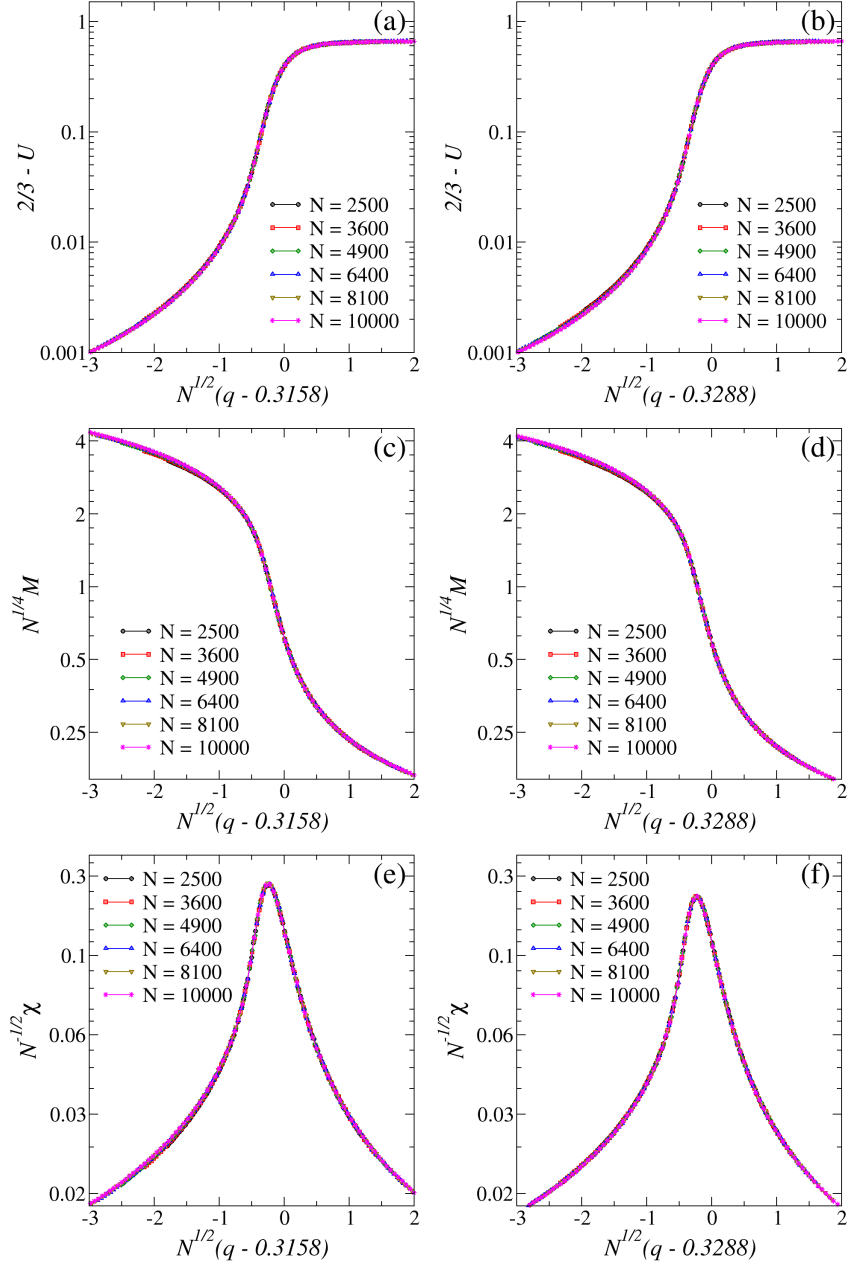 (a)
1
0.1
0.01
0.001
2/3 - U
N = 2500
N = 3600
N = 4900
N = 6400
N = 8100
N = 10000
-3 -2 -1 0 1 2
N^{1/2}(q - 0.3158)
(b)
1
0.1
0.01
0.001
2/3 - U
N = 2500
N = 3600
N = 4900
N = 6400
N = 8100
N = 10000
-3 -2 -1 0 1 2
N^{1/2}(q - 0.3288)
(c)
4
2
1
0.5
0.25
N^{1/4}M
N = 2500
N = 3600
N = 4900
N = 6400
N = 8100
N = 10000
-3 -2 -1 0 1 2
N^{1/2}(q - 0.3158)
(d)
4
2
1
0.5
0.25
N^{1/4}M
N = 2500
N = 3600
N = 4900
N = 6400
N = 8100
N = 10000
-3 -2 -1 0 1 2
N^{1/2}(q - 0.3288)
(e)
0.3
0.1
0.06
0.03
0.02
N^{-1/2}χ
N = 2500
N = 3600
N = 4900
N = 6400
N = 8100
N = 10000
-3 -2 -1 0 1 2
N^{1/2}(q - 0.3158)
(f)
0.3
0.1
0.06
0.03
0.02
N^{-1/2}χ
N = 2500
N = 3600
N = 4900
N = 6400
N = 8100
N = 10000
-3 -2 -1 0 1 2
N^{1/2}(q - 0.3288)